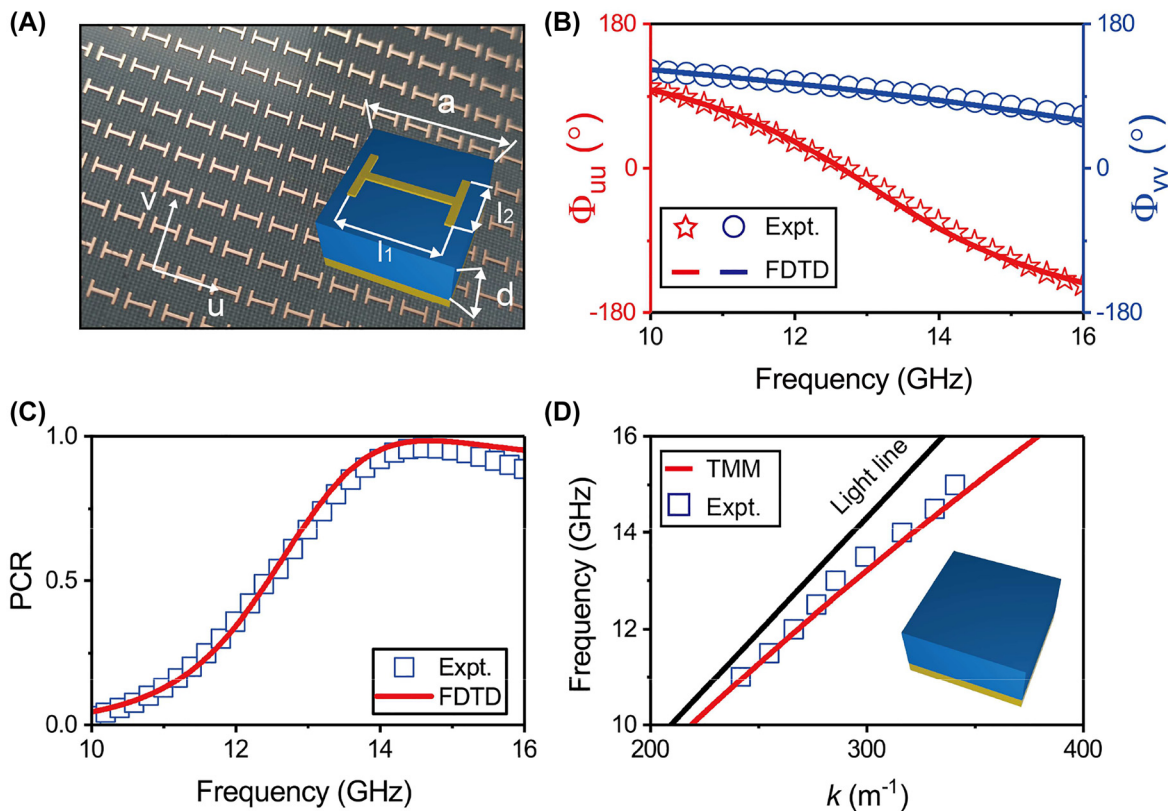 (A)
a
l1
l2
d
v
u
(B)
180
0
-180
Φuu (°)
180
0
-180
Φvv (°)
Expt.
FDTD
10 12 14 16
Frequency (GHz)
(C)
1.0
0.5
0.0
PCR
Expt.
FDTD
10 12 14 16
Frequency (GHz)
(D)
16
14
12
10
Frequency (GHz)
TMM
Expt.
Light line
200 300 400
k (m⁻¹)